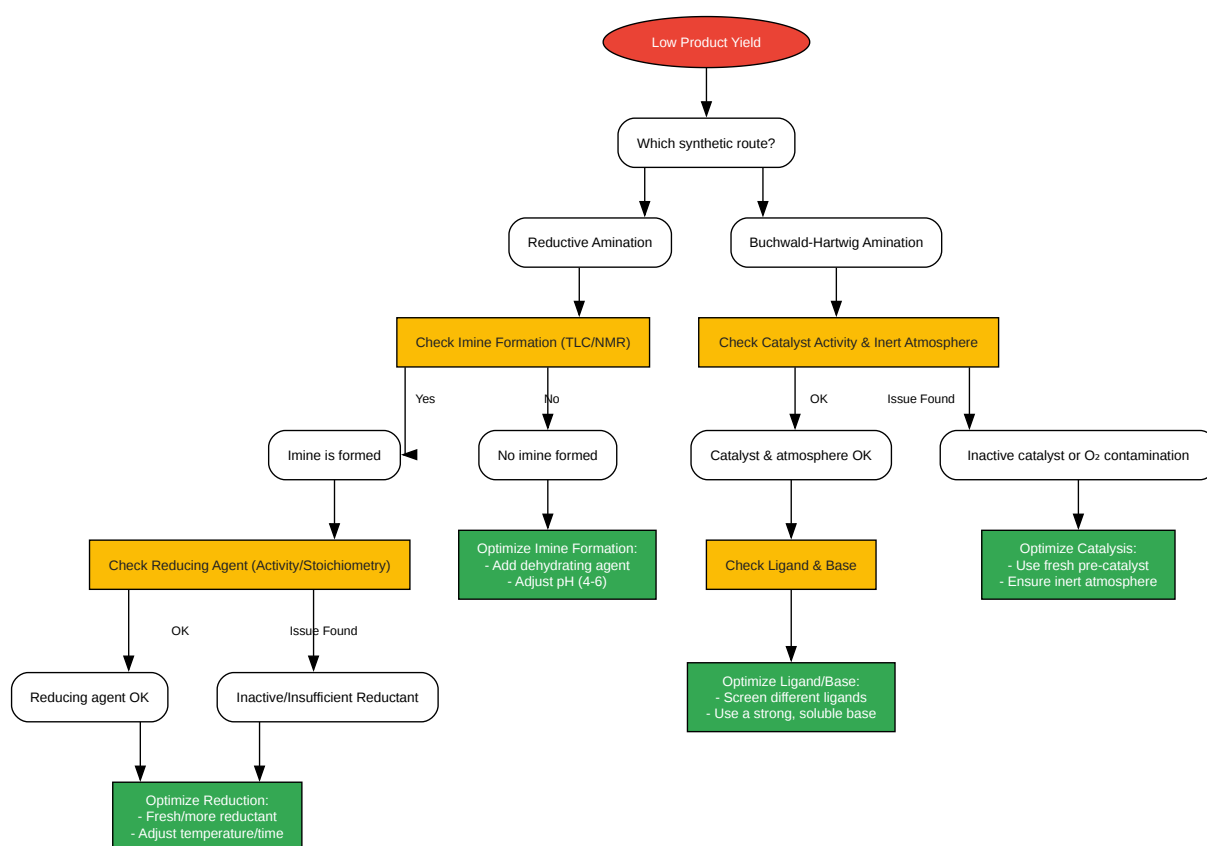 Low Product Yield
Which synthetic route?
Reductive Amination
Buchwald-Hartwig Amination
Check Imine Formation (TLC/NMR)
Check Catalyst Activity & Inert Atmosphere
Yes
No
OK
Issue Found
Imine is formed
No imine formed
Catalyst & atmosphere OK
Inactive catalyst or O₂ contamination
Check Reducing Agent (Activity/Stoichiometry)
Optimize Imine Formation:
- Add dehydrating agent
- Adjust pH (4-6)
Check Ligand & Base
Optimize Catalysis:
- Use fresh pre-catalyst
- Ensure inert atmosphere
OK
Issue Found
Reducing agent OK
Inactive/Insufficient Reductant
Optimize Ligand/Base:
- Screen different ligands
- Use a strong, soluble base
Optimize Reduction:
- Fresh/more reductant
- Adjust temperature/time